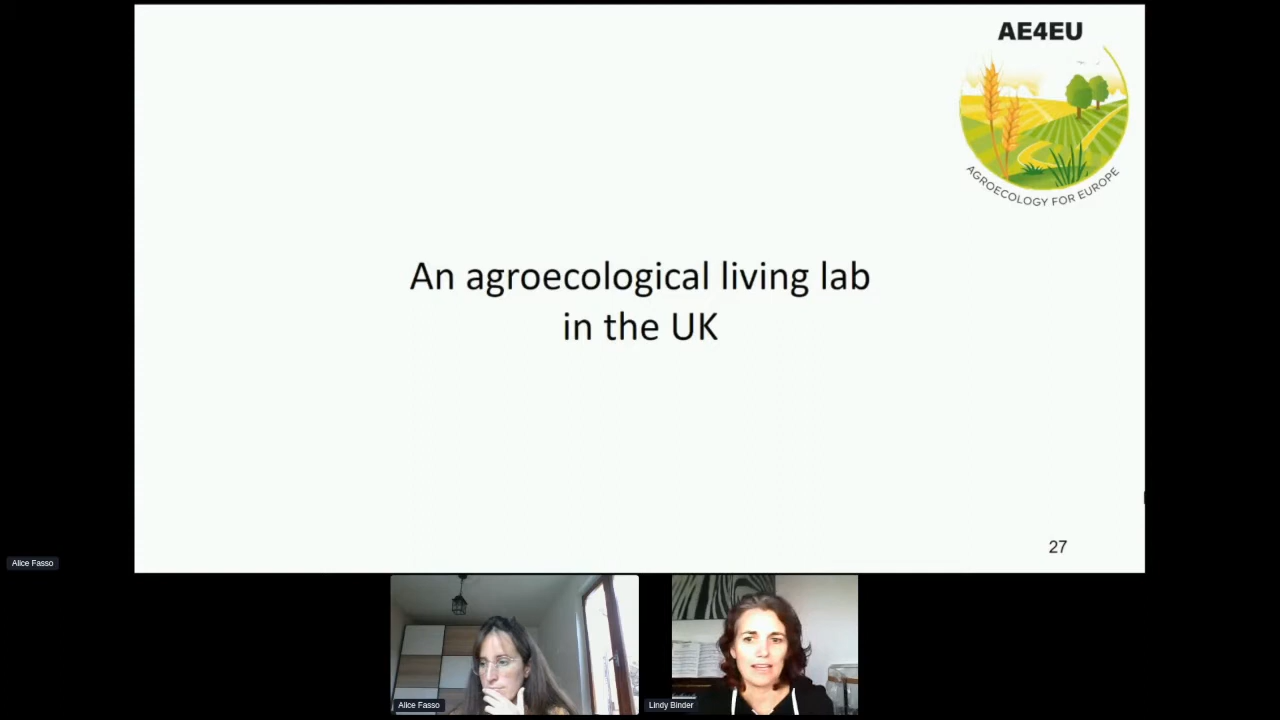 AE4EU
AGROECOLOGY FOR EUROPE
An agroecological living lab
in the UK
27
Alice Fasso
Alice Fasso
Lindy Binder